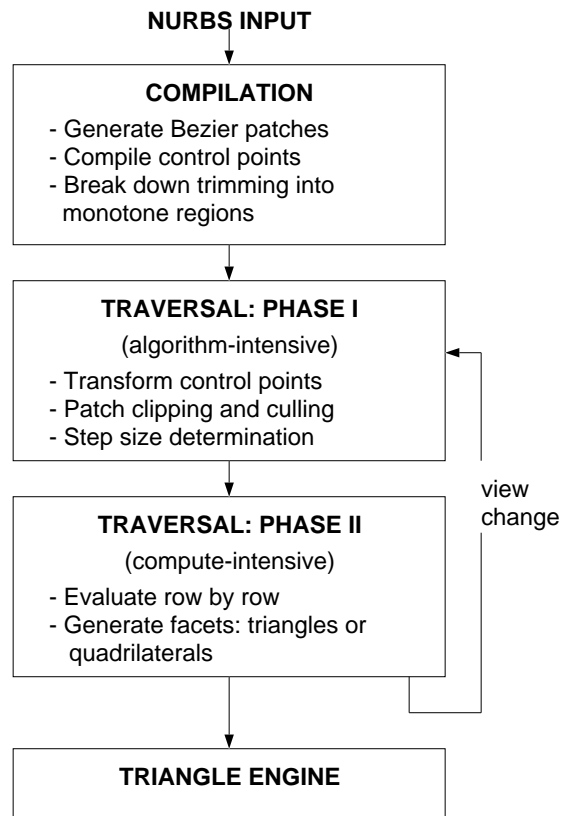 NURBS INPUT
COMPILATION
- Generate Bezier patches
- Compile control points
- Break down trimming into
monotone regions
TRAVERSAL: PHASE I
(algorithm-intensive)
- Transform control points
- Patch clipping and culling
- Step size determination
view
change
TRAVERSAL: PHASE II
(compute-intensive)
- Evaluate row by row
- Generate facets: triangles or
quadrilaterals
TRIANGLE ENGINE